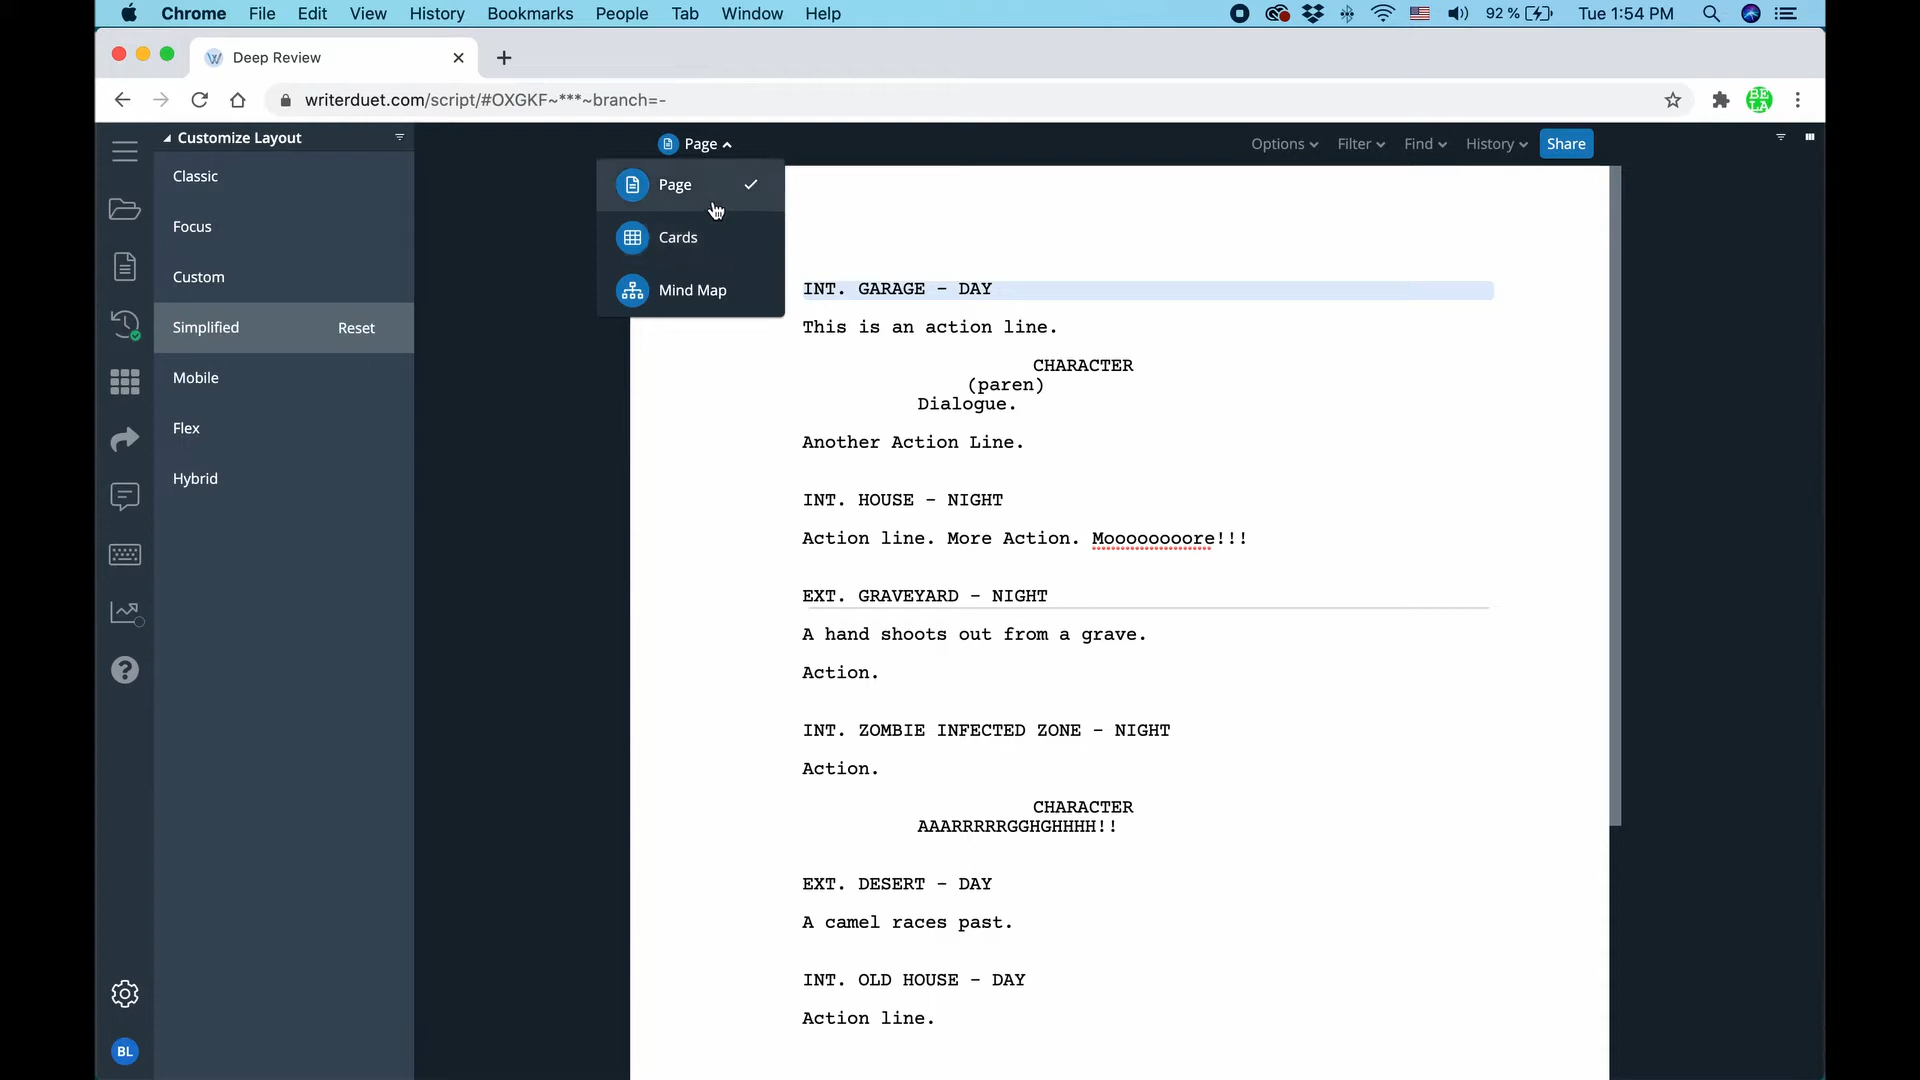 Chrome File Edit View History Bookmarks People Tab Window Help 92 % Tue 1:54 PM
W Deep Review
writerduet.com/script/#OXGKF~***~branch=- BE LA
Customize Layout
Page Options Filter Find History Share
Classic
Focus
Custom
Simplified Reset
Mobile
Flex
Hybrid
Page
Cards
Mind Map
INT. GARAGE - DAY
This is an action line.
CHARACTER
(paren)
Dialogue.
Another Action Line.
INT. HOUSE - NIGHT
Action line. More Action. Mooooooooore!!!
EXT. GRAVEYARD - NIGHT
A hand shoots out from a grave.
Action.
INT. ZOMBIE INFECTED ZONE - NIGHT
Action.
CHARACTER
AAARRRRRGGHGHHHH!!
EXT. DESERT - DAY
A camel races past.
INT. OLD HOUSE - DAY
Action line.
BL